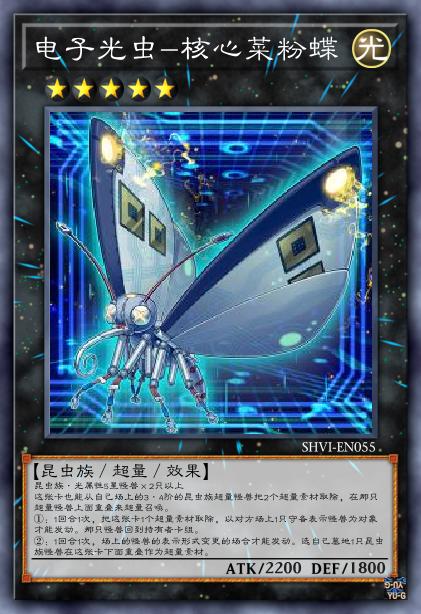 电子光虫-核心菜粉蝶 光
SHVI-EN055
【昆虫族/超量/效果】
昆虫族·光属性5星怪兽×2只以上
这张卡也能从自己场上的3·4阶的昆虫族超量怪兽把2个超量素材取除，在那只
超量怪兽上面重叠来超量召唤。
①：1回合1次，把这张卡1个超量素材取除，以对方场上1只守备表示怪兽为对象
才能发动。那只怪兽回到持有者卡组。
②：1回合1次，场上的怪兽的表示形式变更的场合才能发动。选自己墓地1只昆虫
族怪兽在这张卡下面重叠作为超量素材。
ATK/2200 DEF/1800